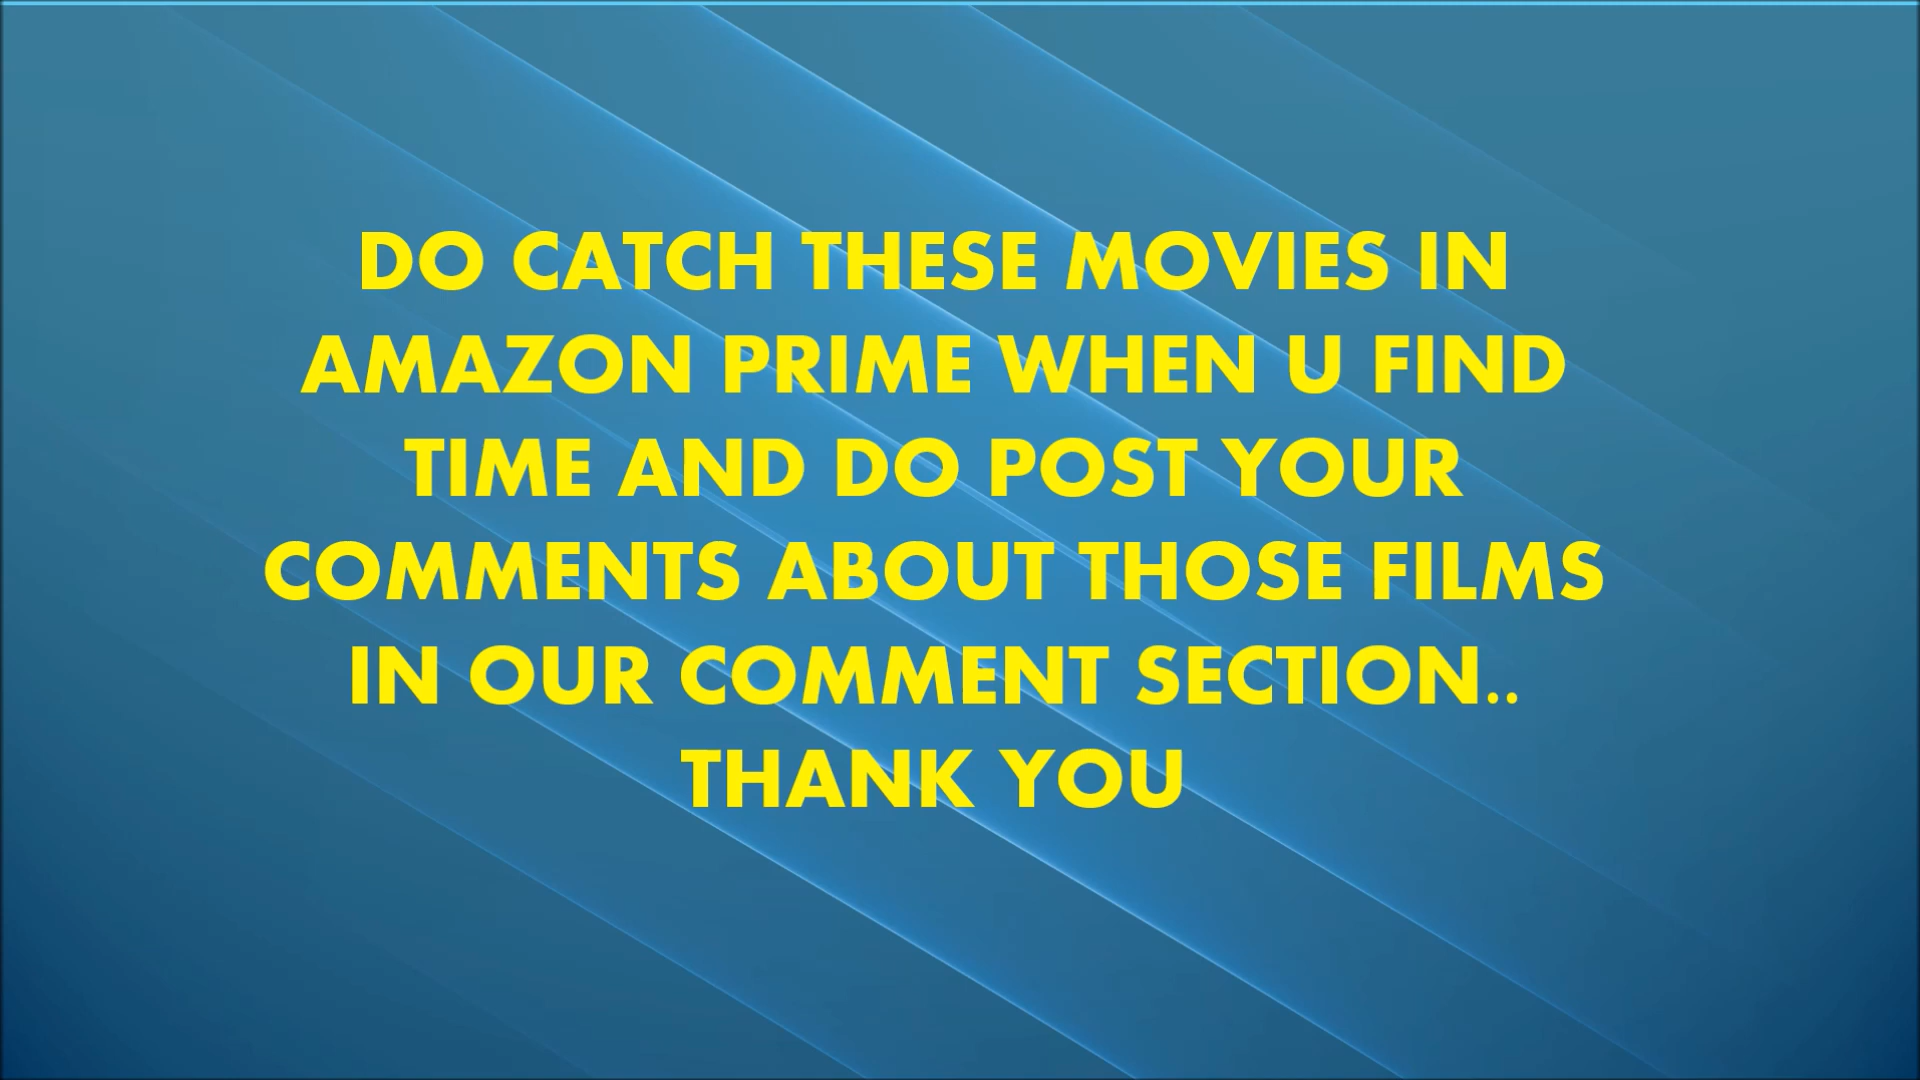 DO CATCH THESE MOVIES IN
AMAZON PRIME WHEN U FIND
TIME AND DO POST YOUR
COMMENTS ABOUT THOSE FILMS
IN OUR COMMENT SECTION..
THANK YOU